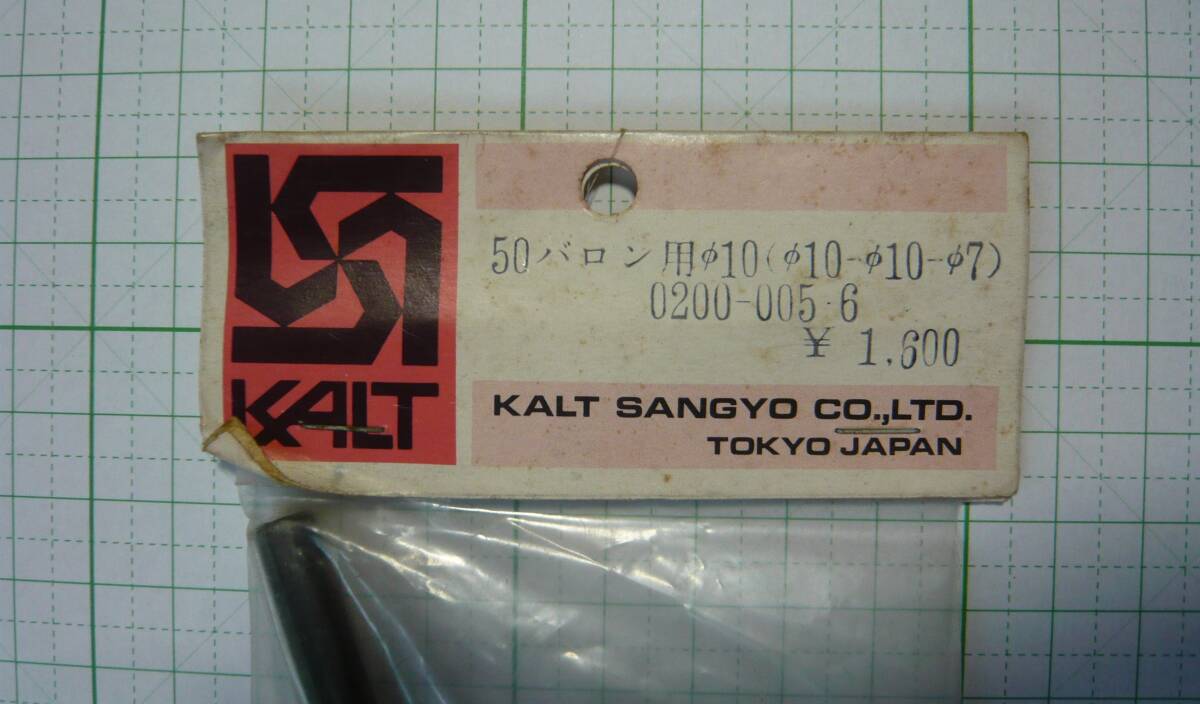 KALT
50バロン用φ10(φ10-φ10-φ7)
0200-005-6
¥ 1,600
KALT SANGYO CO.,LTD.
TOKYO JAPAN